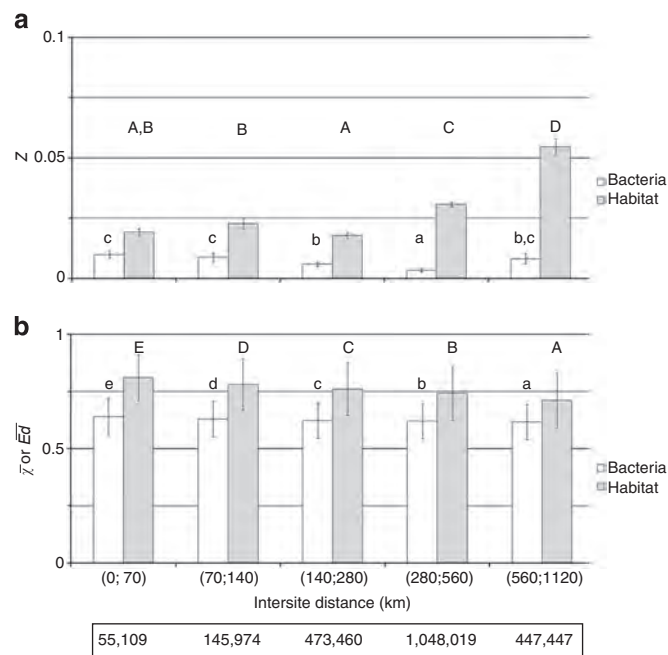 a
0.1
A,B B A C D
z 0.05
Bacteria
Habitat
c c b a b,c
0
b
1
E D C B A
e d c b a
χ̄ or Ed̄
0.5
Bacteria
Habitat
0
(0; 70) (70;140) (140;280) (280;560) (560;1120)
Intersite distance (km)
55,109 145,974 473,460 1,048,019 447,447